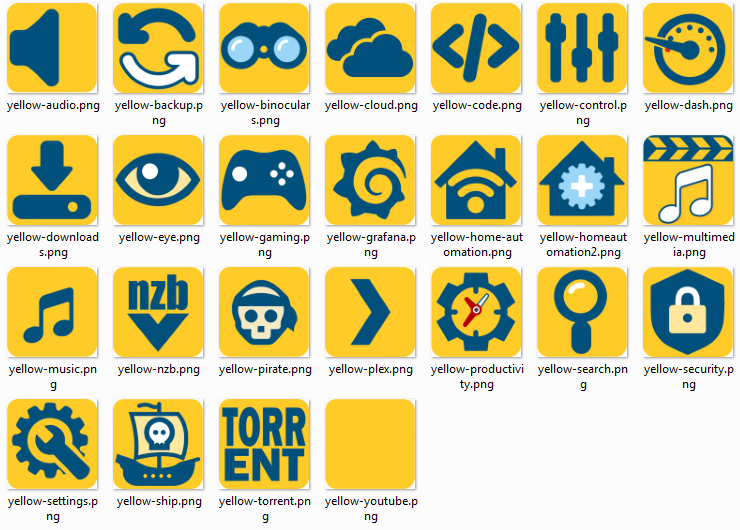 yellow-audio.png
yellow-backup.p
ng
yellow-binocular
s.png
yellow-cloud.png
yellow-code.png
yellow-control.p
ng
yellow-dash.png
yellow-download
s.png
yellow-eye.png
yellow-gaming.p
ng
yellow-grafana.p
ng
yellow-home-aut
omation.png
yellow-homeaut
omation2.png
yellow-multimed
ia.png
nzb
yellow-music.pn
g
yellow-nzb.png
yellow-pirate.png
yellow-plex.png
yellow-productivi
ty.png
yellow-search.pn
g
yellow-security.p
ng
TORR
ENT
yellow-settings.p
ng
yellow-ship.png
yellow-torrent.pn
g
yellow-youtube.p
ng